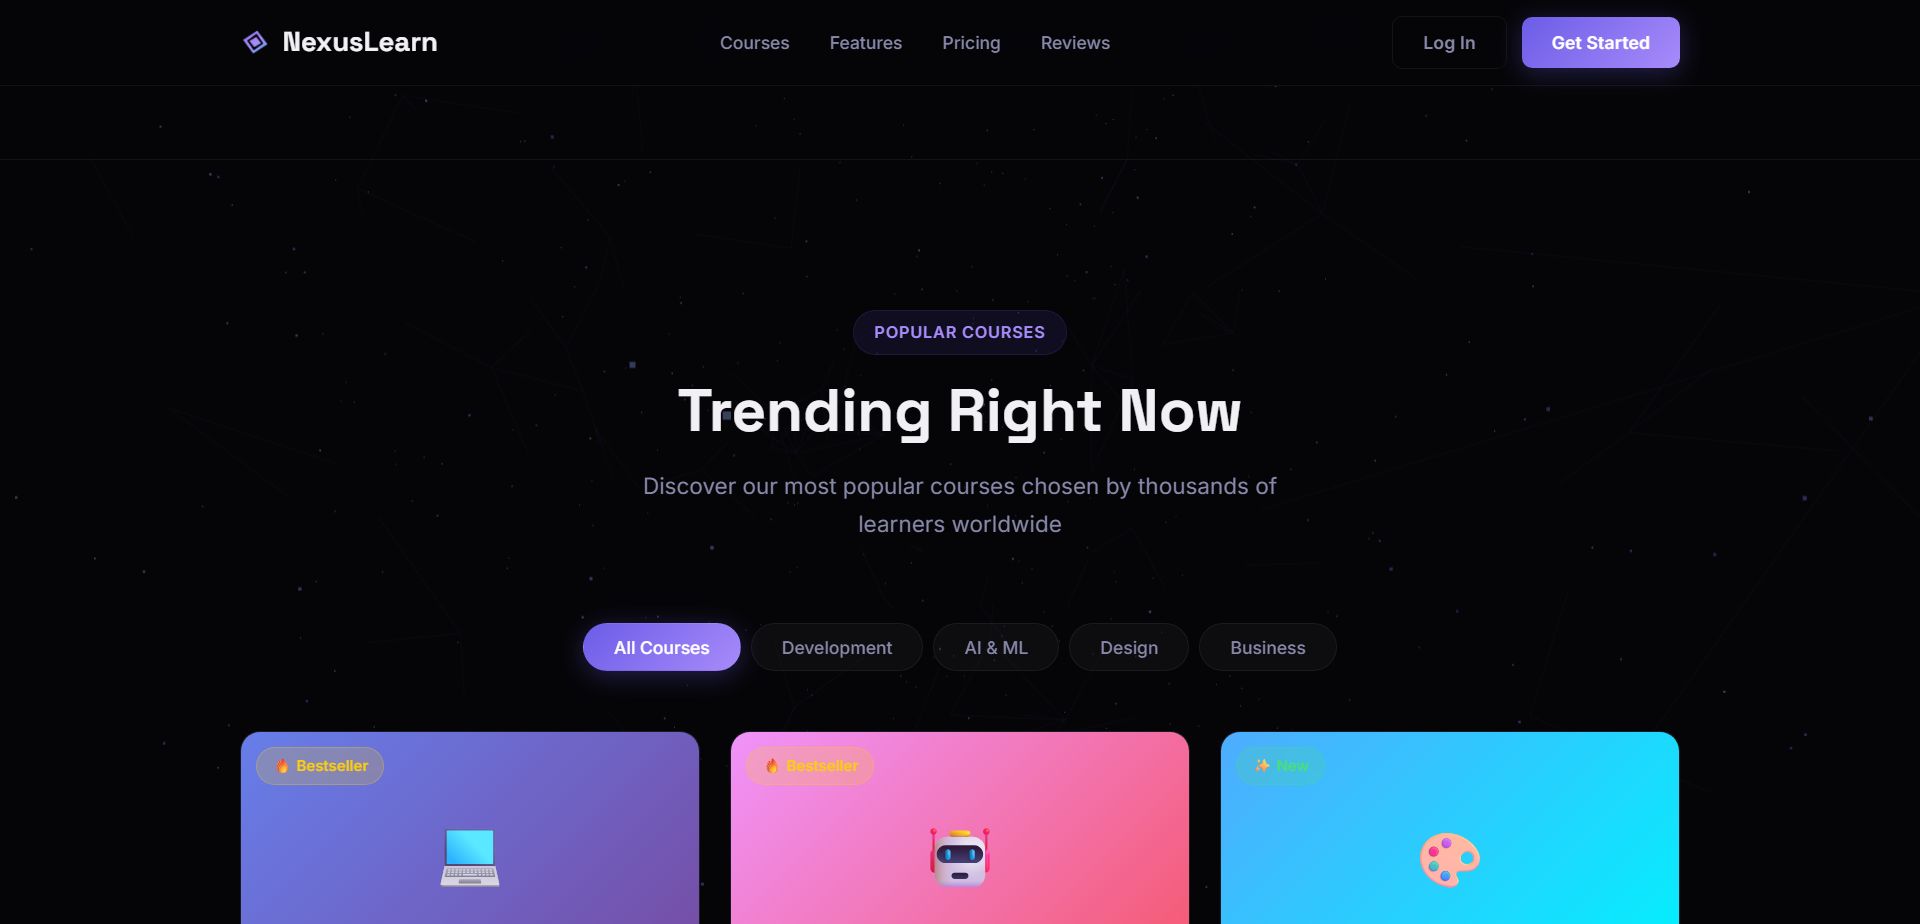 NexusLearn
Courses Features Pricing Reviews
Log In Get Started
POPULAR COURSES
Trending Right Now
Discover our most popular courses chosen by thousands of
learners worldwide
All Courses Development AI & ML Design Business
🔥 Bestseller 🔥 Bestseller ✨ New